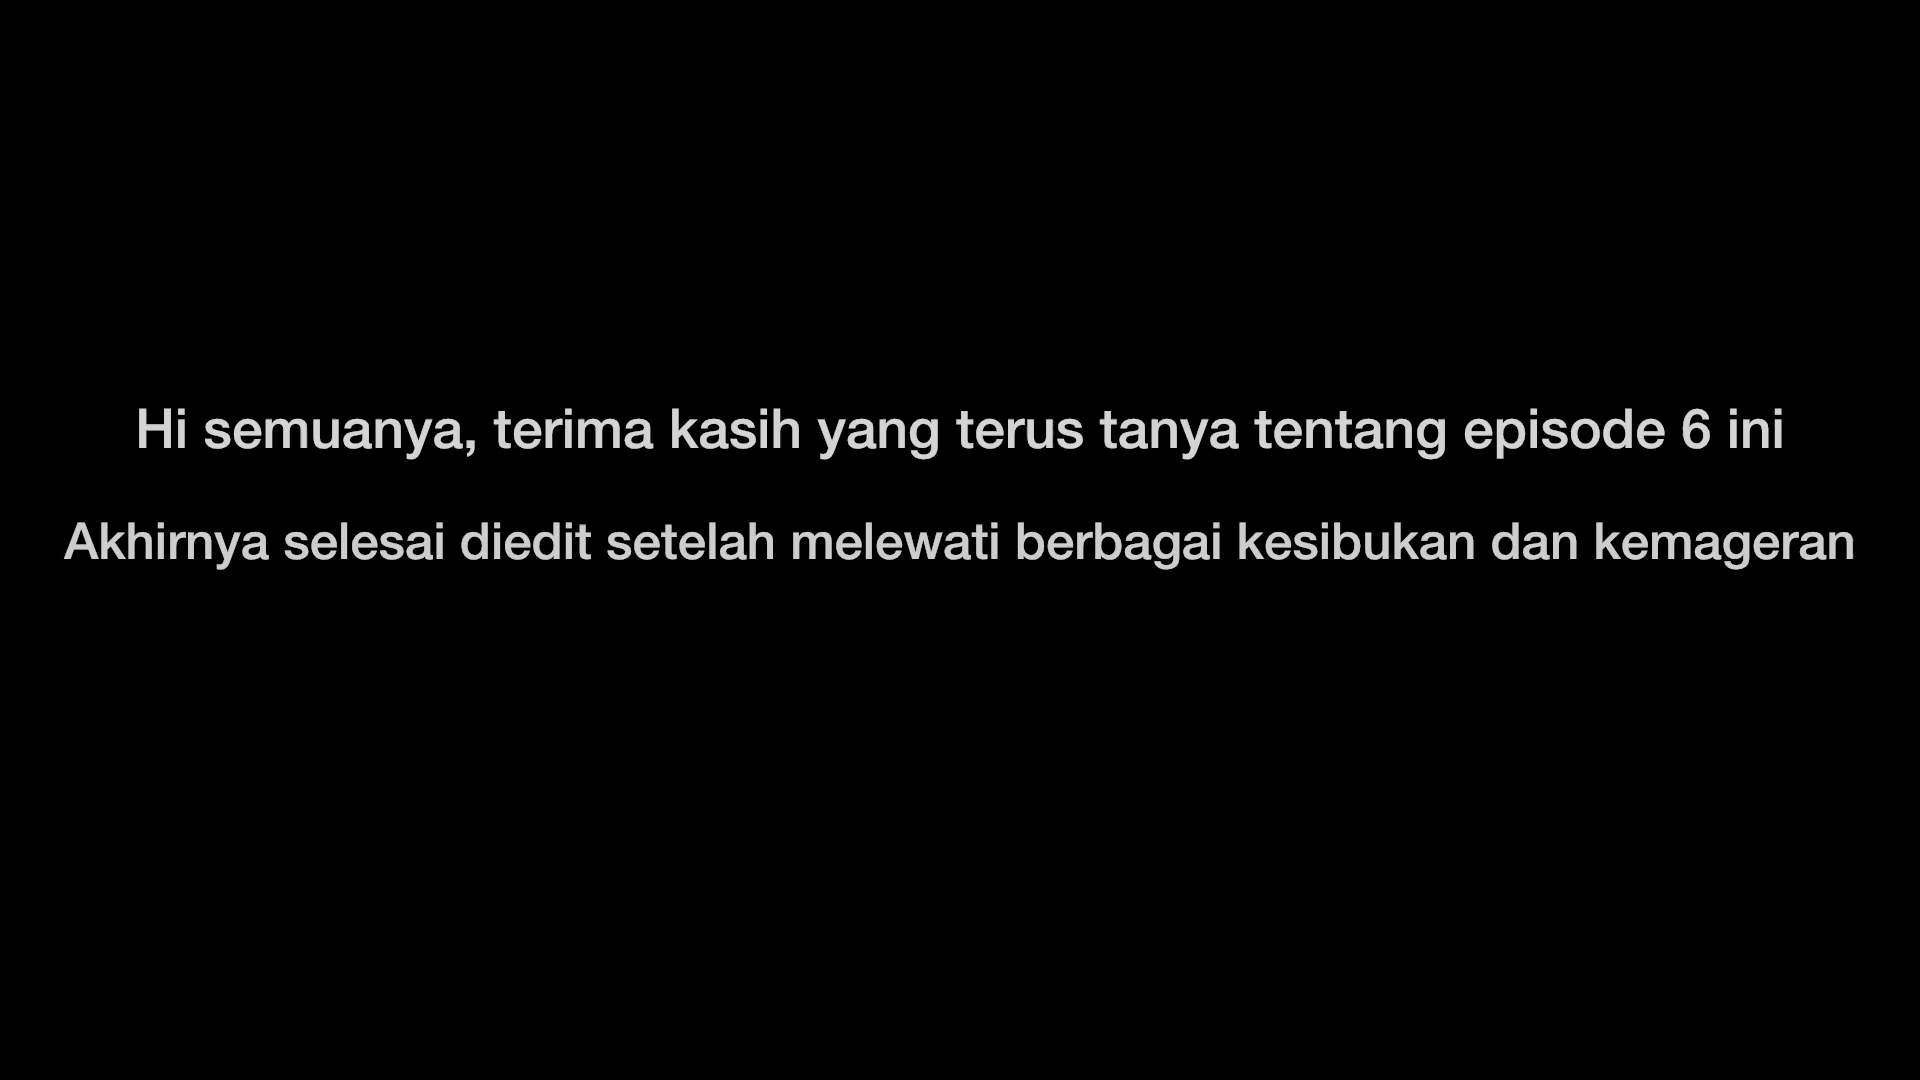 Hi semuanya, terima kasih yang terus tanya tentang episode 6 ini
Akhirnya selesai diedit setelah melewati berbagai kesibukan dan kemageran